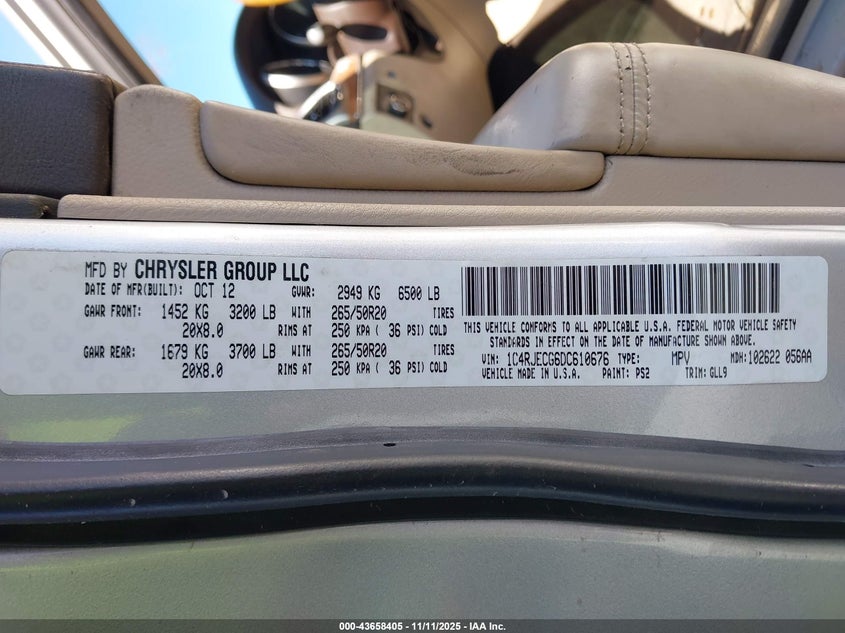 MFD BY CHRYSLER GROUP LLC
DATE OF MFR(BUILT): OCT 12 GVWR: 2949 KG 6500 LB
GAWR FRONT: 1452 KG 3200 LB WITH 265/50R20 TIRES
20X8.0 RIMS AT 250 KPA ( 36 PSI) COLD
GAWR REAR: 1679 KG 3700 LB WITH 265/50R20 TIRES
20X8.0 RIMS AT 250 KPA ( 36 PSI) COLD
THIS VEHICLE CONFORMS TO ALL APPLICABLE U.S.A. FEDERAL MOTOR VEHICLE SAFETY
STANDARDS IN EFFECT ON THE DATE OF MANUFACTURE SHOWN ABOVE.
VIN: 1C4RJECG6DC610676 TYPE: MPV MDH: 102622 056AA
VEHICLE MADE IN U.S.A. PAINT: PS2 TRIM: GLL9
000-43658405 - 11/11/2025 - IAA Inc.